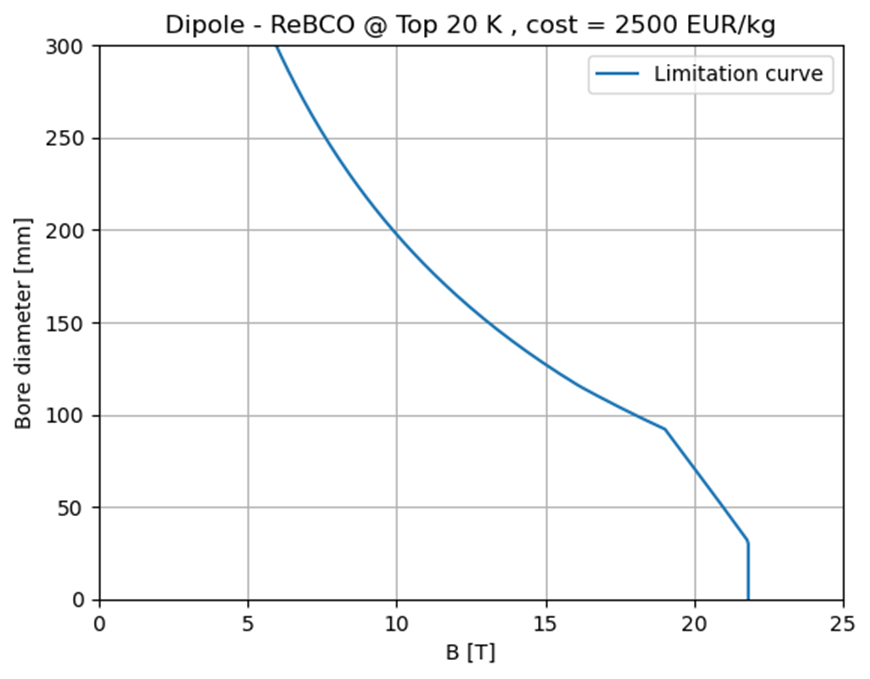 Dipole - ReBCO @ Top 20 K , cost = 2500 EUR/kg
Limitation curve
Bore diameter [mm]
300
250
200
150
100
50
0
0 5 10 15 20 25
B [T]